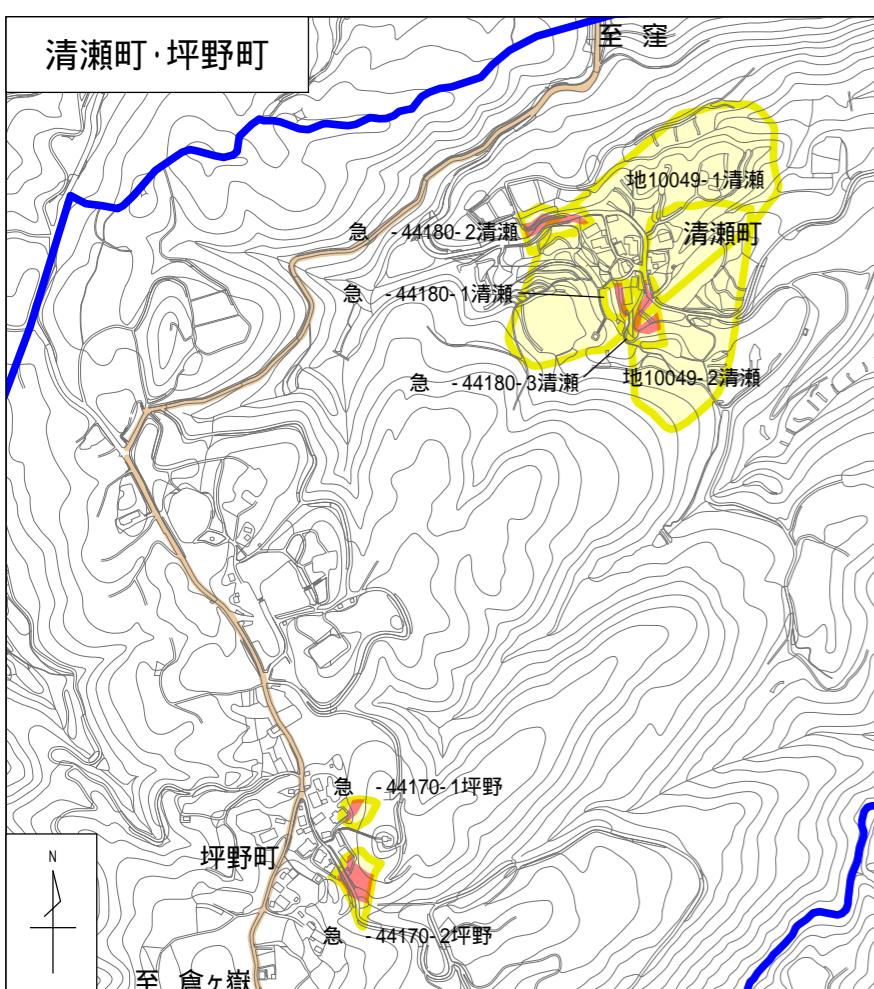 清瀬町・坪野町
至 窪
地10049-1清瀬
急 -44180-2清瀬
清瀬町
急 -44180-1清瀬
急 -44180-3清瀬
地10049-2清瀬
急 -44170-1坪野
坪野町
急 -44170-2坪野
N
至 倉ヶ嶽